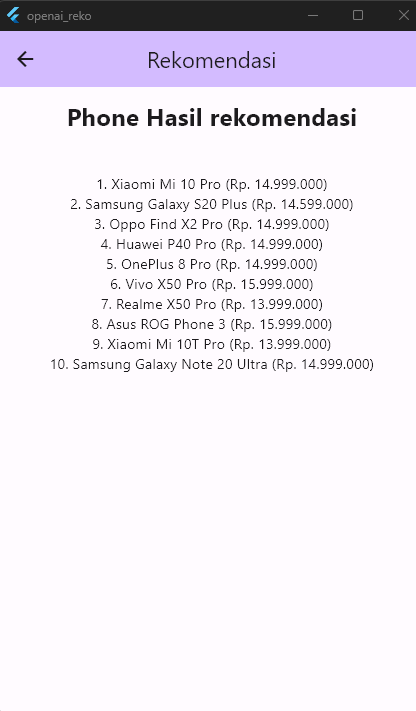 openai_reko
Rekomendasi
Phone Hasil rekomendasi
1. Xiaomi Mi 10 Pro (Rp. 14.999.000)
2. Samsung Galaxy S20 Plus (Rp. 14.599.000)
3. Oppo Find X2 Pro (Rp. 14.999.000)
4. Huawei P40 Pro (Rp. 14.999.000)
5. OnePlus 8 Pro (Rp. 14.999.000)
6. Vivo X50 Pro (Rp. 15.999.000)
7. Realme X50 Pro (Rp. 13.999.000)
8. Asus ROG Phone 3 (Rp. 15.999.000)
9. Xiaomi Mi 10T Pro (Rp. 13.999.000)
10. Samsung Galaxy Note 20 Ultra (Rp. 14.999.000)